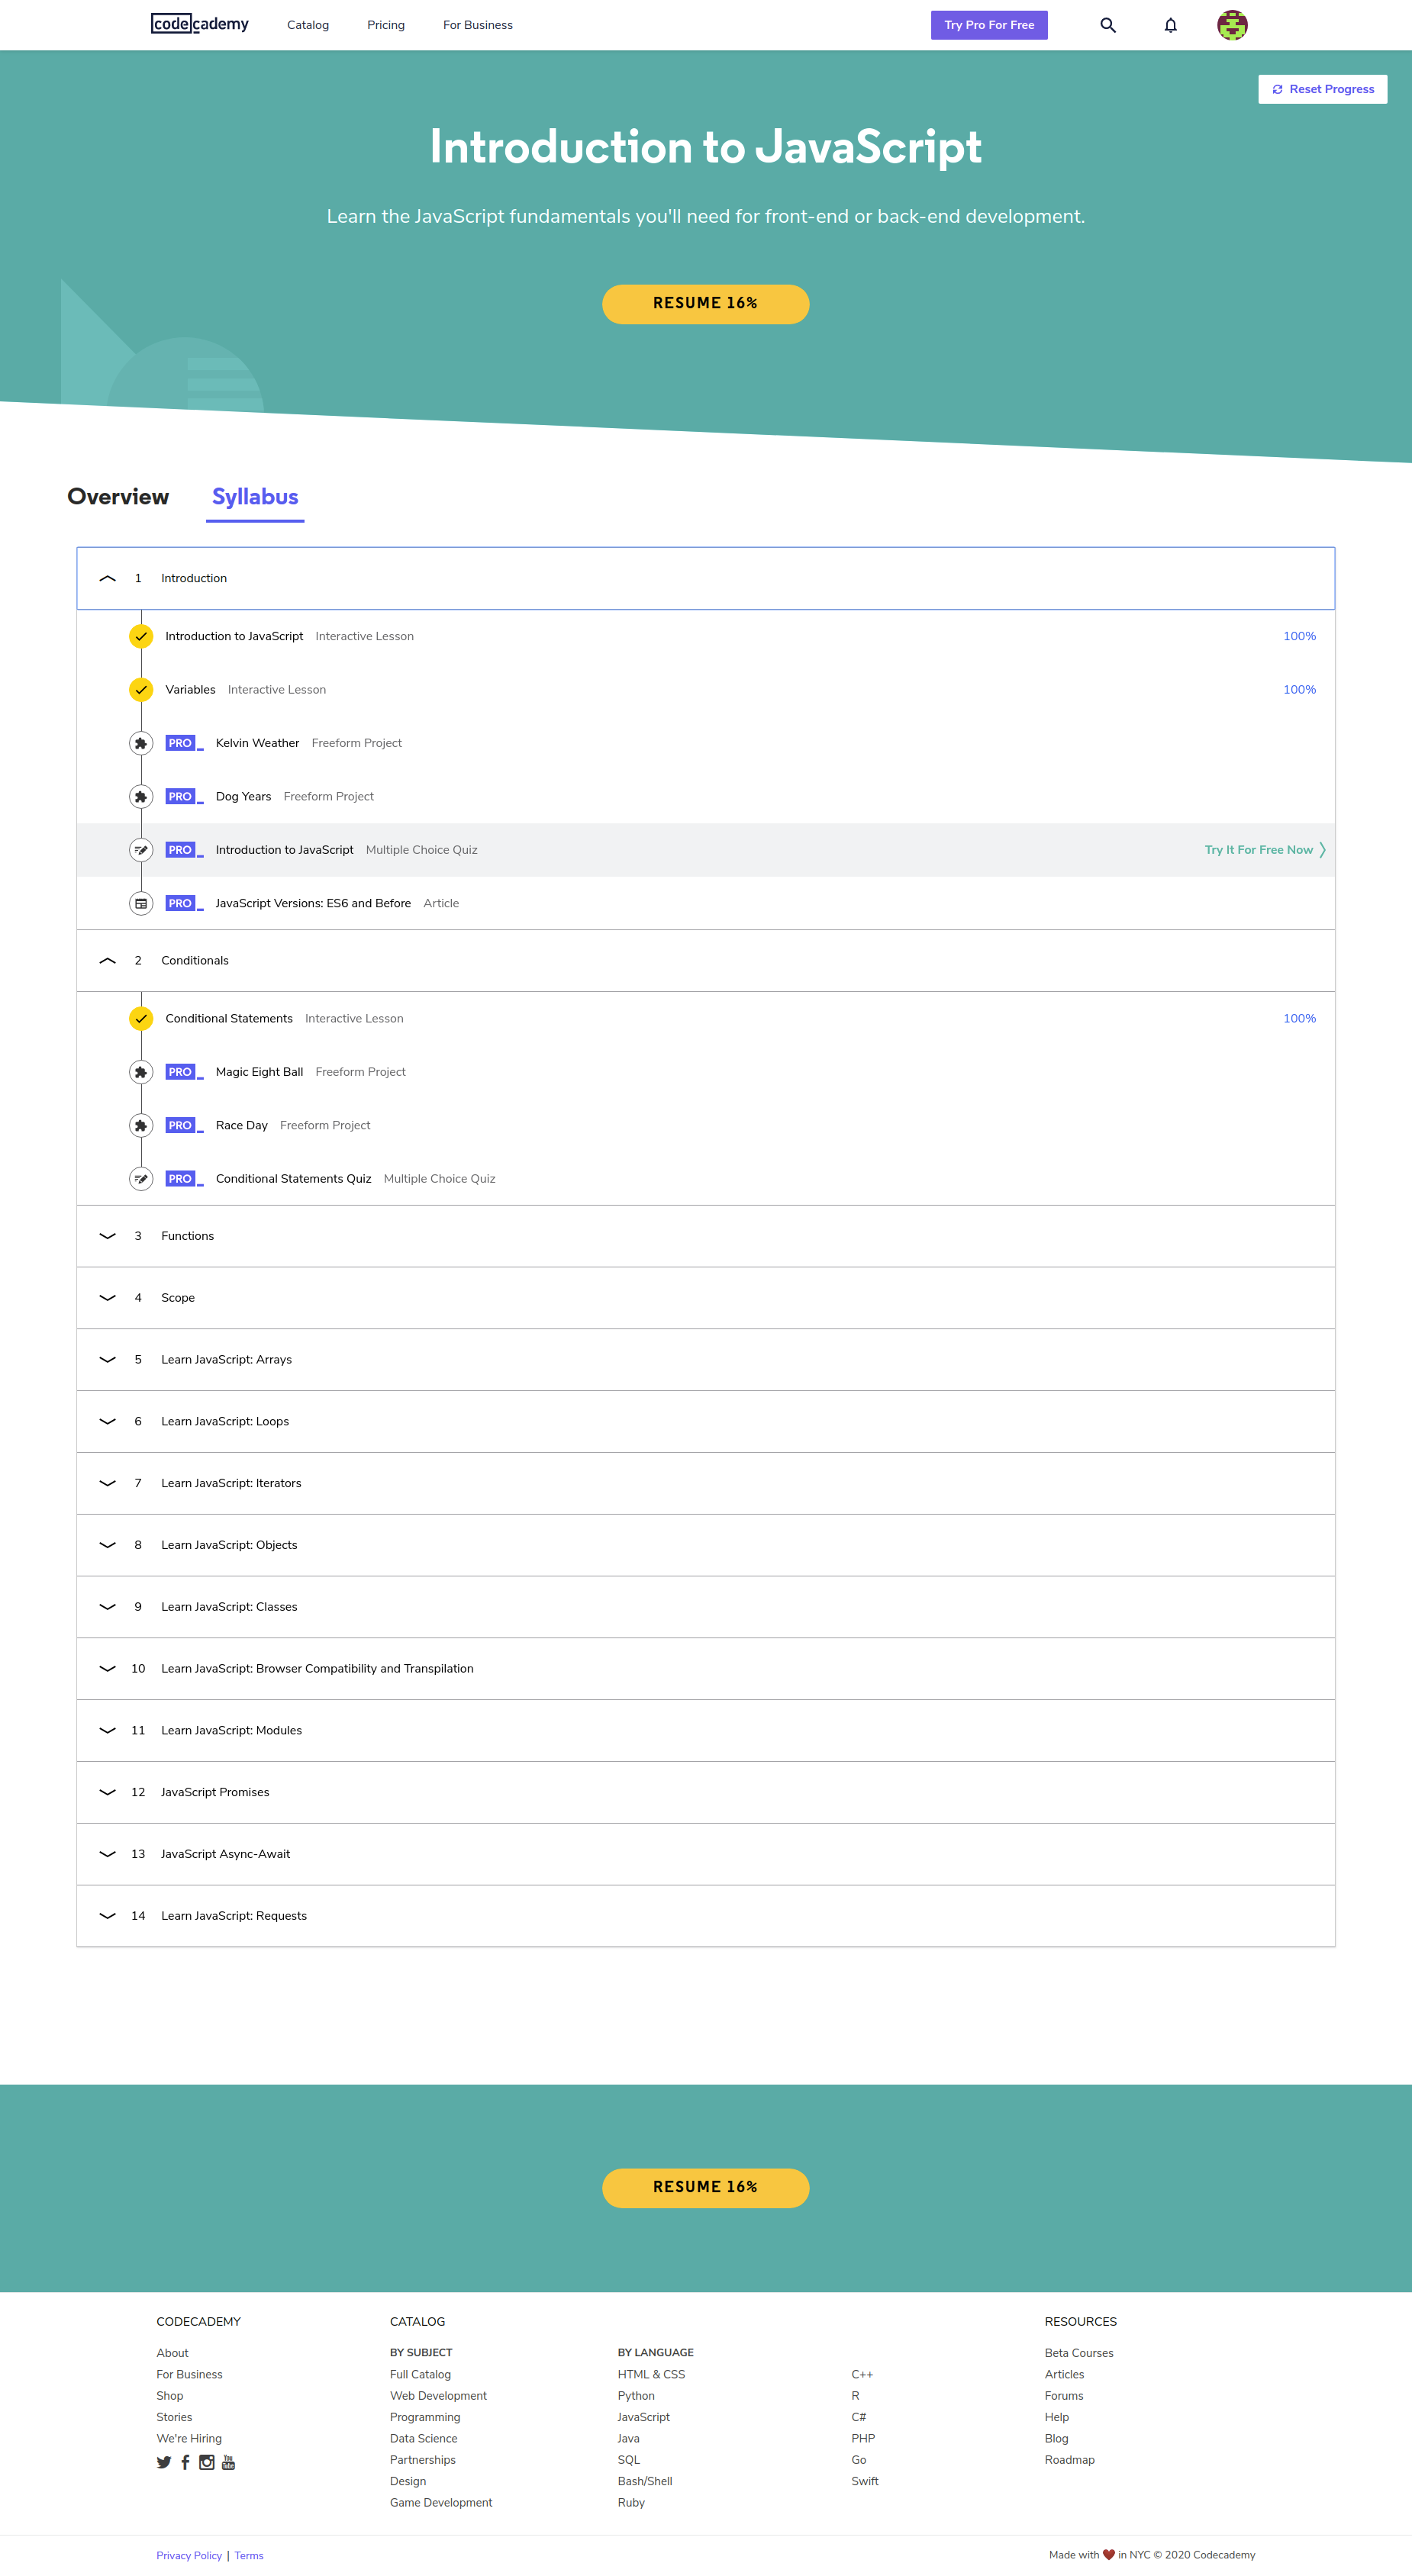 codecademy Catalog Pricing For Business Try Pro For Free
Reset Progress
Introduction to JavaScript
Learn the JavaScript fundamentals you'll need for front-end or back-end development.
RESUME 16%
Overview Syllabus
1 Introduction
Introduction to JavaScript Interactive Lesson 100%
Variables Interactive Lesson 100%
PRO Kelvin Weather Freeform Project
PRO Dog Years Freeform Project
PRO Introduction to JavaScript Multiple Choice Quiz Try It For Free Now
PRO JavaScript Versions: ES6 and Before Article
2 Conditionals
Conditional Statements Interactive Lesson 100%
PRO Magic Eight Ball Freeform Project
PRO Race Day Freeform Project
PRO Conditional Statements Quiz Multiple Choice Quiz
3 Functions
4 Scope
5 Learn JavaScript: Arrays
6 Learn JavaScript: Loops
7 Learn JavaScript: Iterators
8 Learn JavaScript: Objects
9 Learn JavaScript: Classes
10 Learn JavaScript: Browser Compatibility and Transpilation
11 Learn JavaScript: Modules
12 JavaScript Promises
13 JavaScript Async-Await
14 Learn JavaScript: Requests
RESUME 16%
CODECADEMY
About
For Business
Shop
Stories
We're Hiring
You Tube
CATALOG
BY SUBJECT
Full Catalog
Web Development
Programming
Data Science
Partnerships
Design
Game Development
BY LANGUAGE
HTML & CSS
Python
JavaScript
Java
SQL
Bash/Shell
Ruby
C++
R
C#
PHP
Go
Swift
RESOURCES
Beta Courses
Articles
Forums
Help
Blog
Roadmap
Privacy Policy | Terms
Made with ❤️ in NYC © 2020 Codecademy